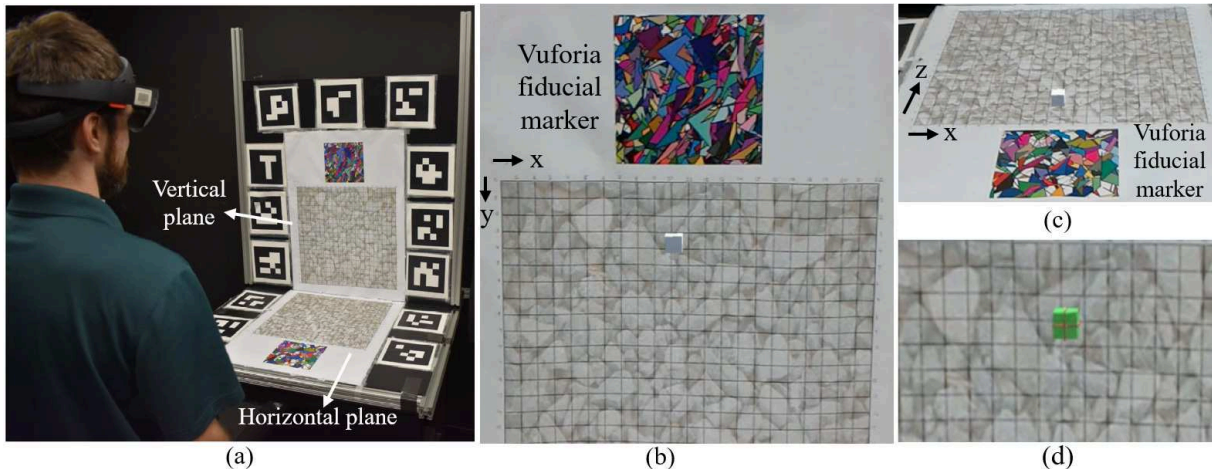 Vertical
plane
Horizontal plane
(a)
Vuforia
fiducial
marker
x
y
(b)
z
x
Vuforia
fiducial
marker
(c)
(d)